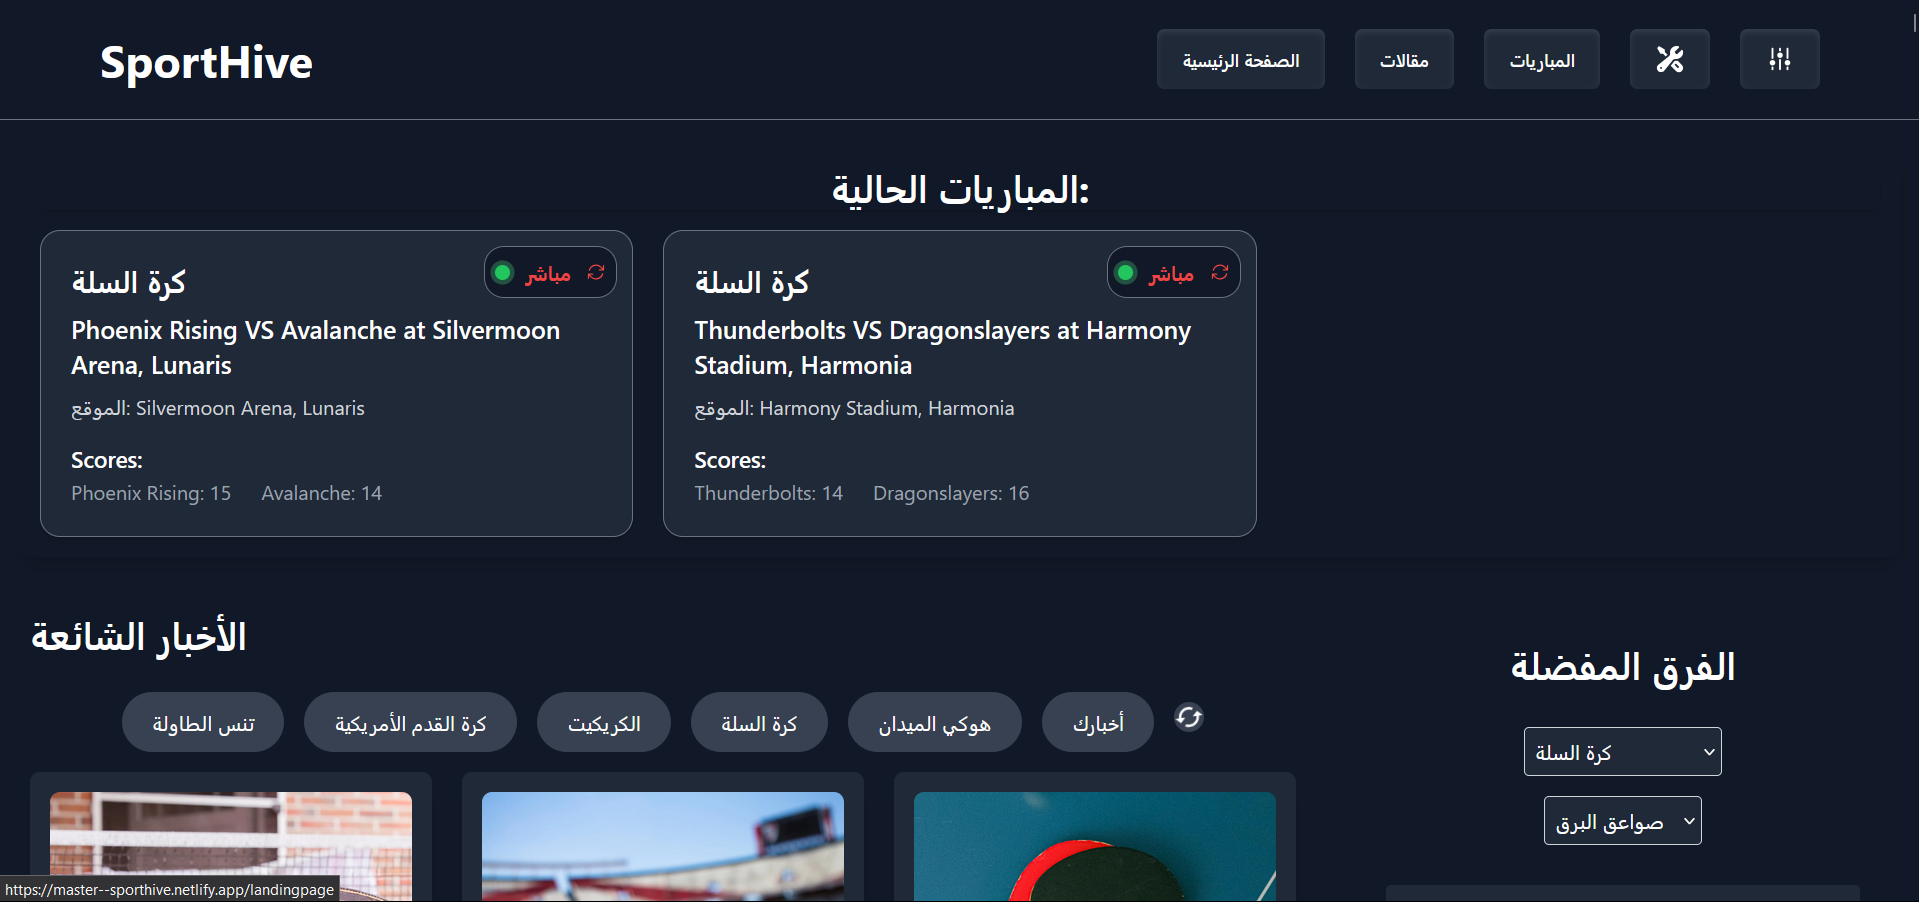 SportHive
الصفحة الرئيسية
مقالات
المباريات
المباريات الحالية:
كرة السلة
مباشر
Phoenix Rising VS Avalanche at Silvermoon
Arena, Lunaris
الموقع: Silvermoon Arena, Lunaris
Scores:
Phoenix Rising: 15 Avalanche: 14
كرة السلة
مباشر
Thunderbolts VS Dragonslayers at Harmony
Stadium, Harmonia
الموقع: Harmony Stadium, Harmonia
Scores:
Thunderbolts: 14 Dragonslayers: 16
الأخبار الشائعة
تنس الطاولة
كرة القدم الأمريكية
الكريكيت
كرة السلة
هوكي الميدان
أخبارك
الفرق المفضلة
كرة السلة
صواعق البرق
https://master--sporthive.netlify.app/landingpage